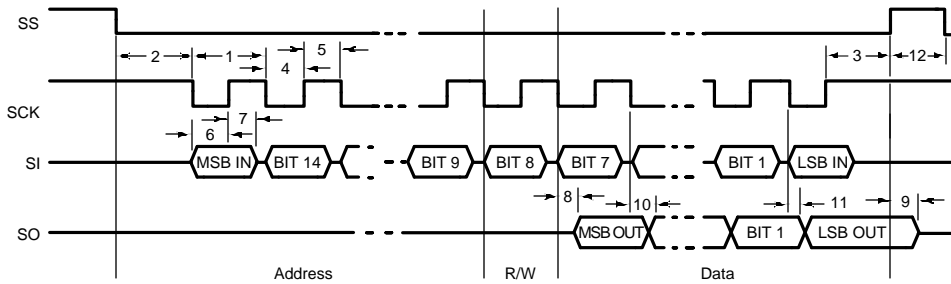 SS
2 1 5 3 12
4
SCK
7
6
SI MSB IN BIT 14 BIT 9 BIT 8 BIT 7 BIT 1 LSB IN
8 10 11 9
SO MSB OUT BIT 1 LSB OUT
Address R/W Data